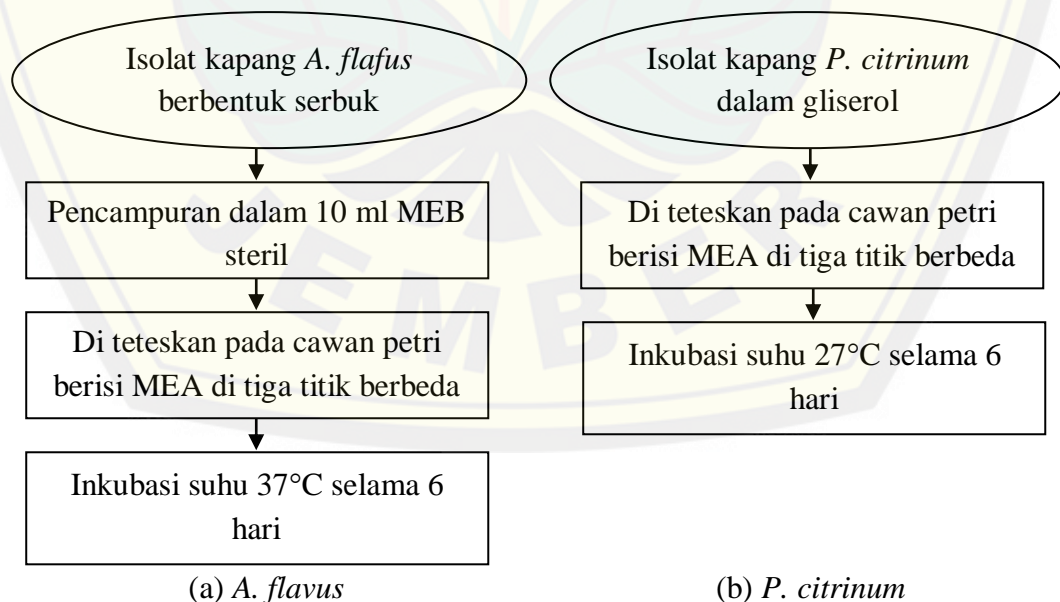 Isolat kapang A. flafus
berbentuk serbuk
Pencampuran dalam 10 ml MEB
steril
Di teteskan pada cawan petri
berisi MEA di tiga titik berbeda
Inkubasi suhu 37°C selama 6
hari
(a) A. flavus
Isolat kapang P. citrinum
dalam gliserol
Di teteskan pada cawan petri
berisi MEA di tiga titik berbeda
Inkubasi suhu 27°C selama 6
hari
(b) P. citrinum
JEMBER